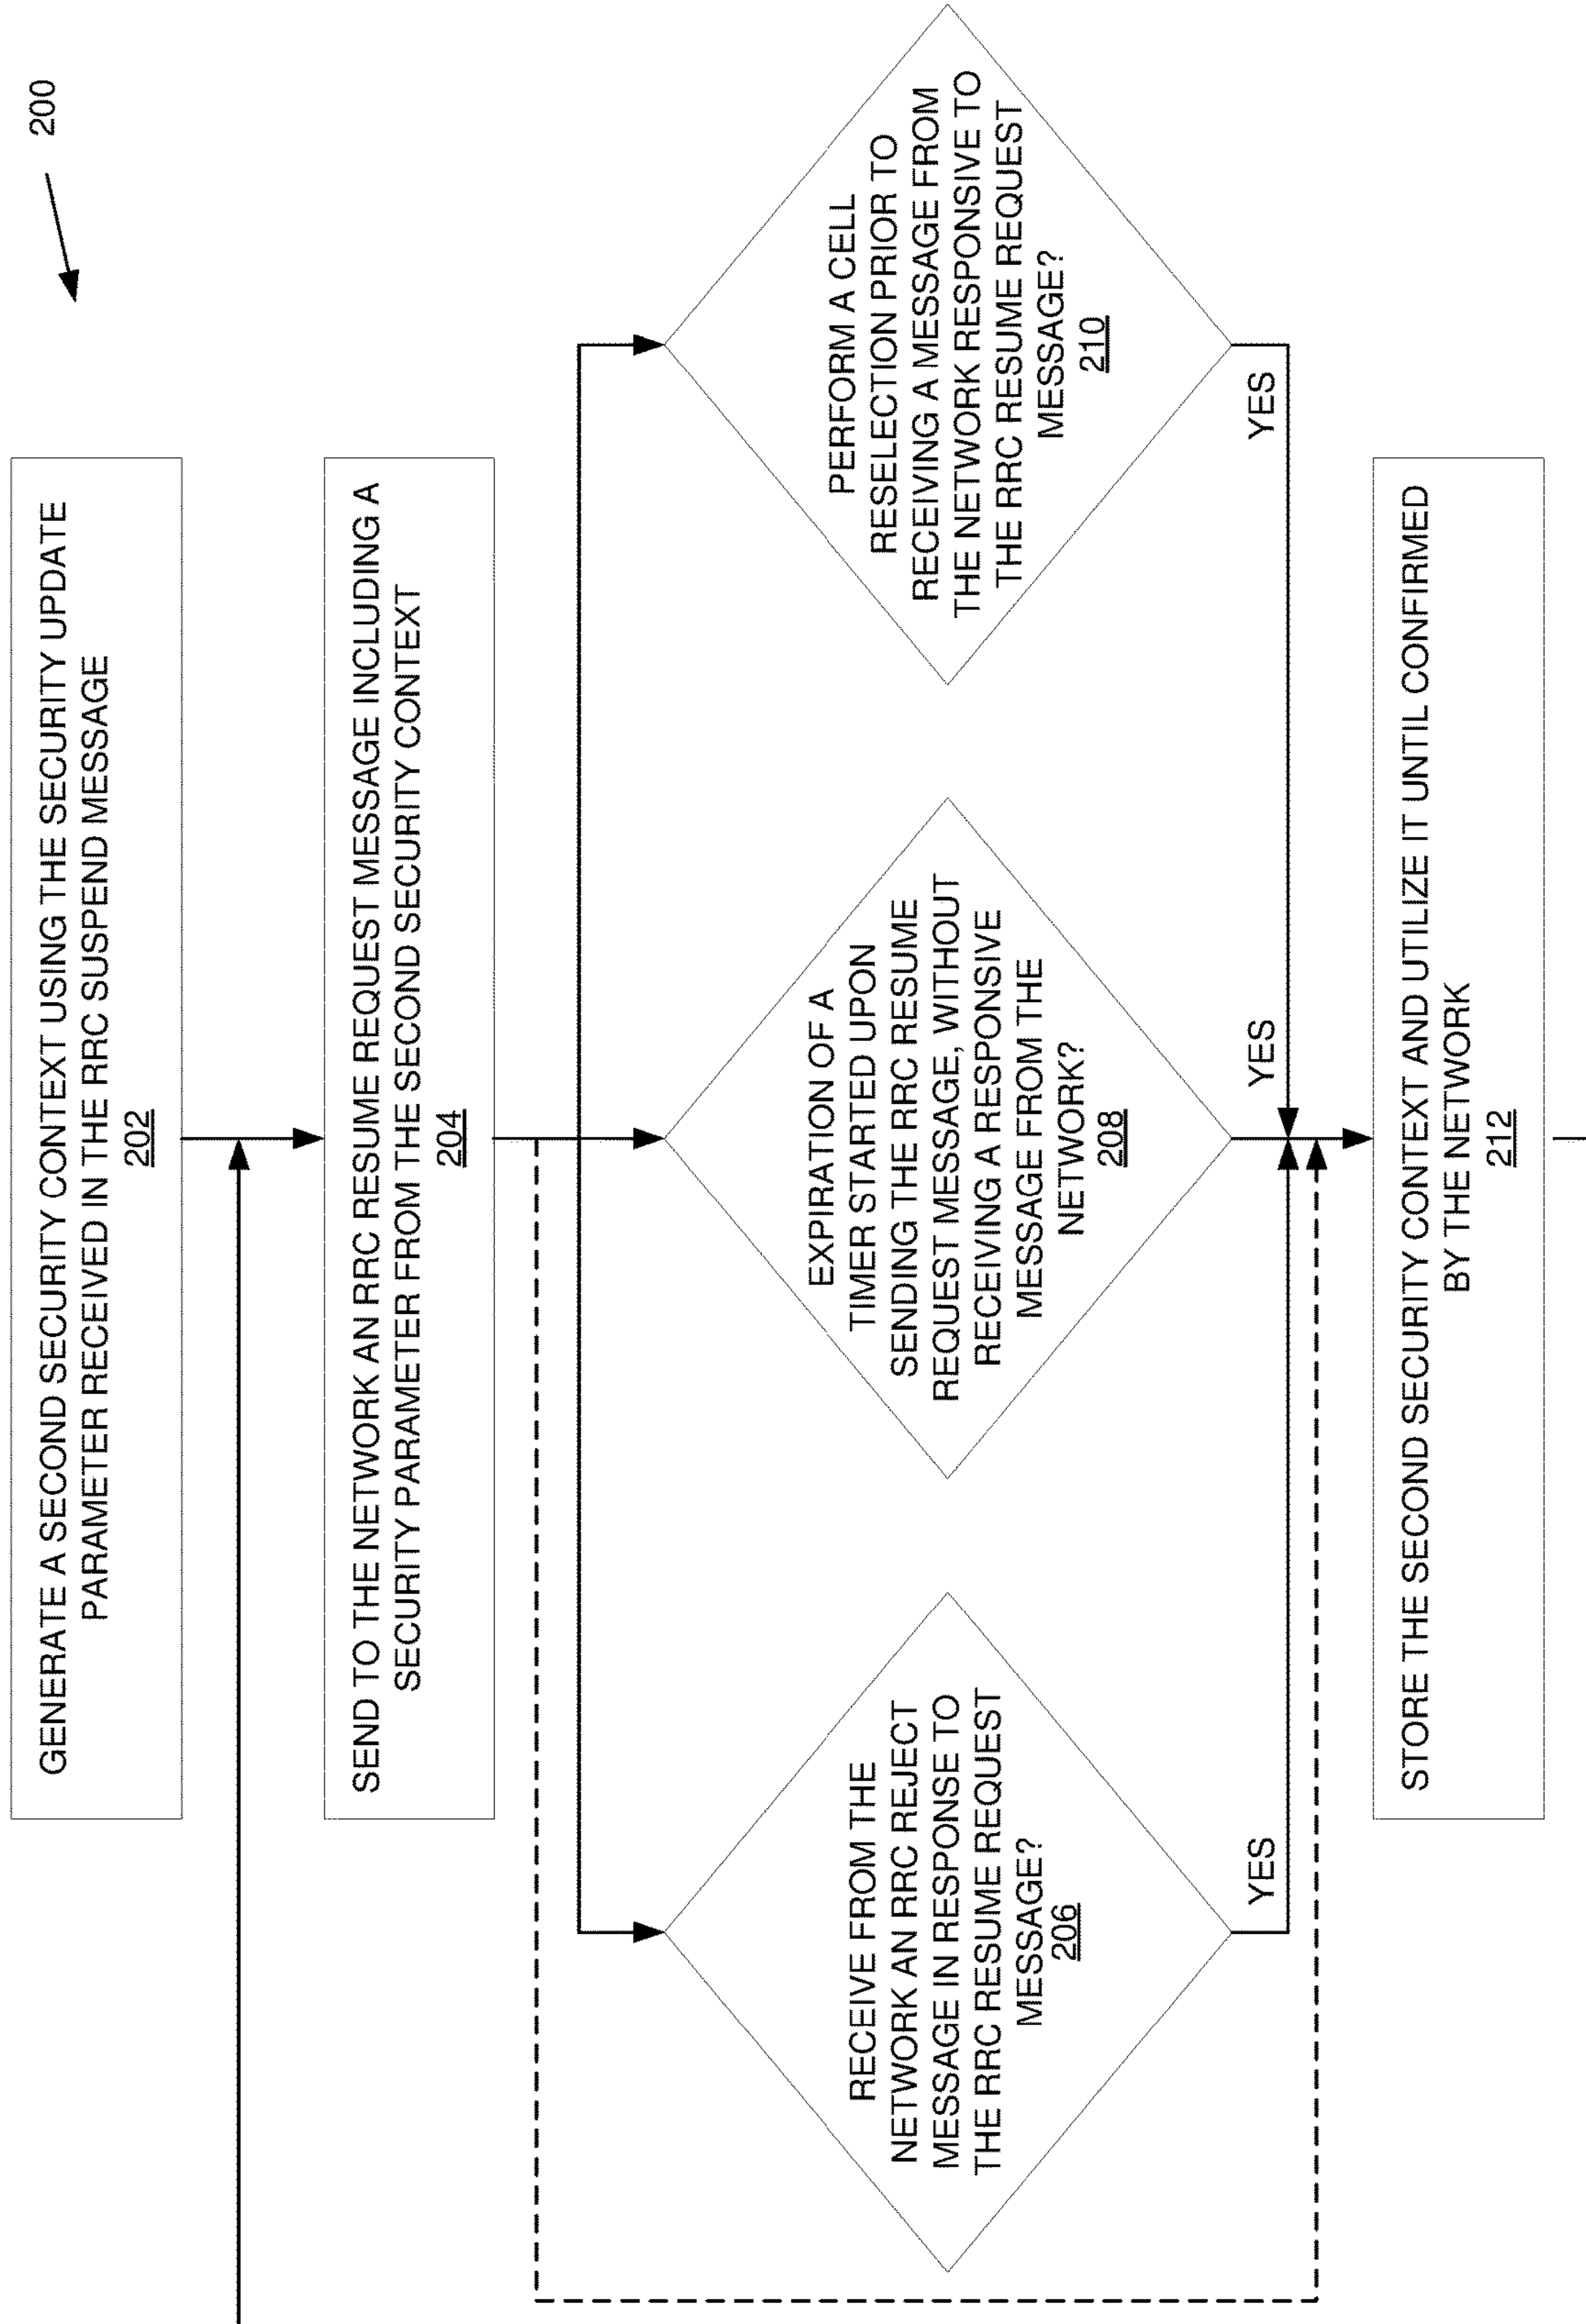 200
GENERATE A SECOND SECURITY CONTEXT USING THE SECURITY UPDATE
PARAMETER RECEIVED IN THE RRC SUSPEND MESSAGE
202
SEND TO THE NETWORK AN RRC RESUME REQUEST MESSAGE INCLUDING A
SECURITY PARAMETER FROM THE SECOND SECURITY CONTEXT
204
RECEIVE FROM THE
NETWORK AN RRC REJECT
MESSAGE IN RESPONSE TO
THE RRC RESUME REQUEST
MESSAGE?
206
YES
EXPIRATION OF A
TIMER STARTED UPON
SENDING THE RRC RESUME
REQUEST MESSAGE, WITHOUT
RECEIVING A RESPONSIVE
MESSAGE FROM THE
NETWORK?
208
YES
PERFORM A CELL
RESELECTION PRIOR TO
RECEIVING A MESSAGE FROM
THE NETWORK RESPONSIVE TO
THE RRC RESUME REQUEST
MESSAGE?
210
YES
STORE THE SECOND SECURITY CONTEXT AND UTILIZE IT UNTIL CONFIRMED
BY THE NETWORK
212